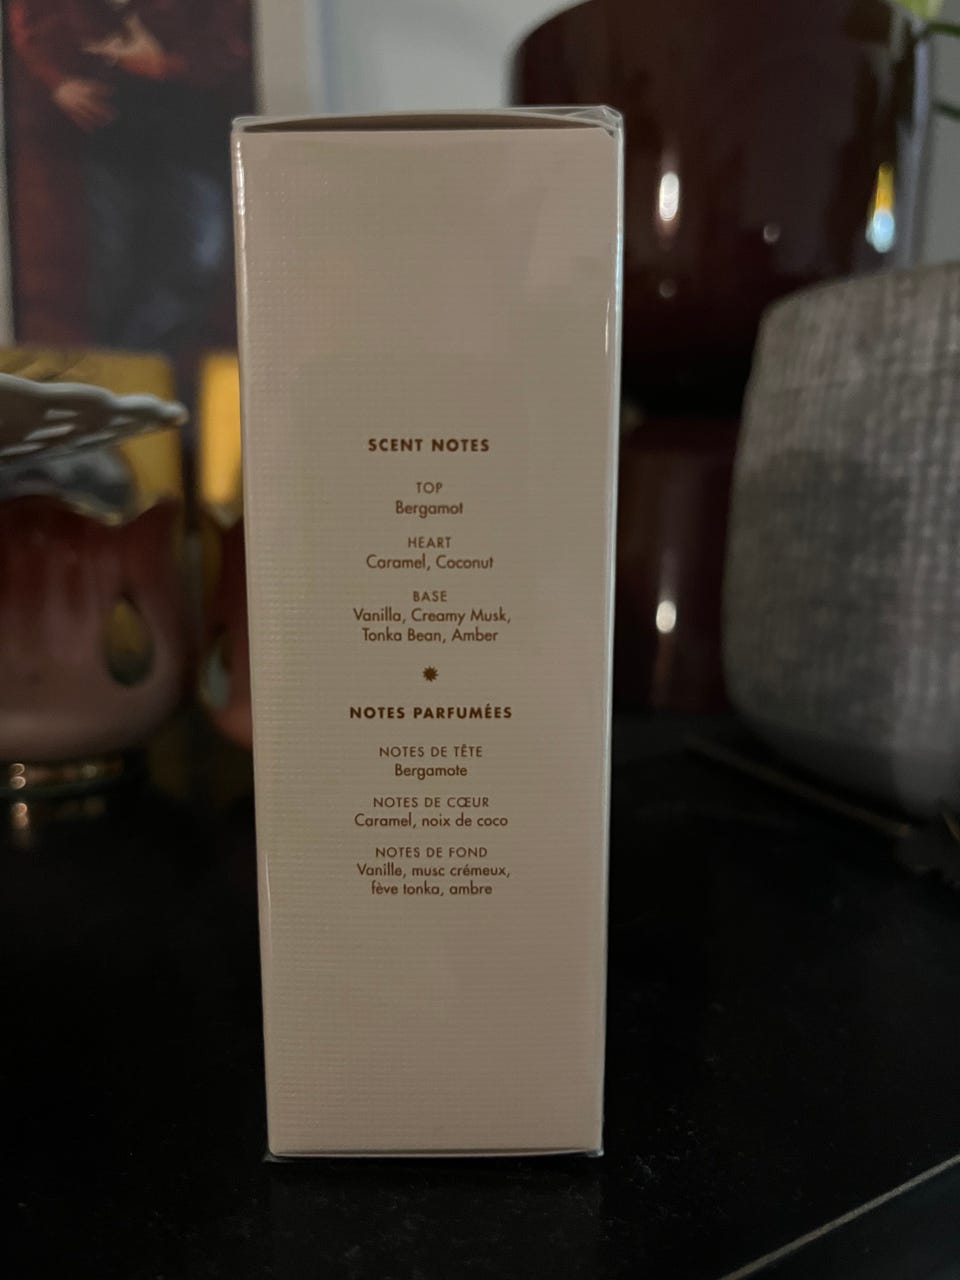 SCENT NOTES
TOP
Bergamot
HEART
Caramel, Coconut
BASE
Vanilla, Creamy Musk,
Tonka Bean, Amber
NOTES PARFUMÉES
NOTES DE TÊTE
Bergamote
NOTES DE CŒUR
Caramel, noix de coco
NOTES DE FOND
Vanille, musc crémeux,
fève tonka, ambre